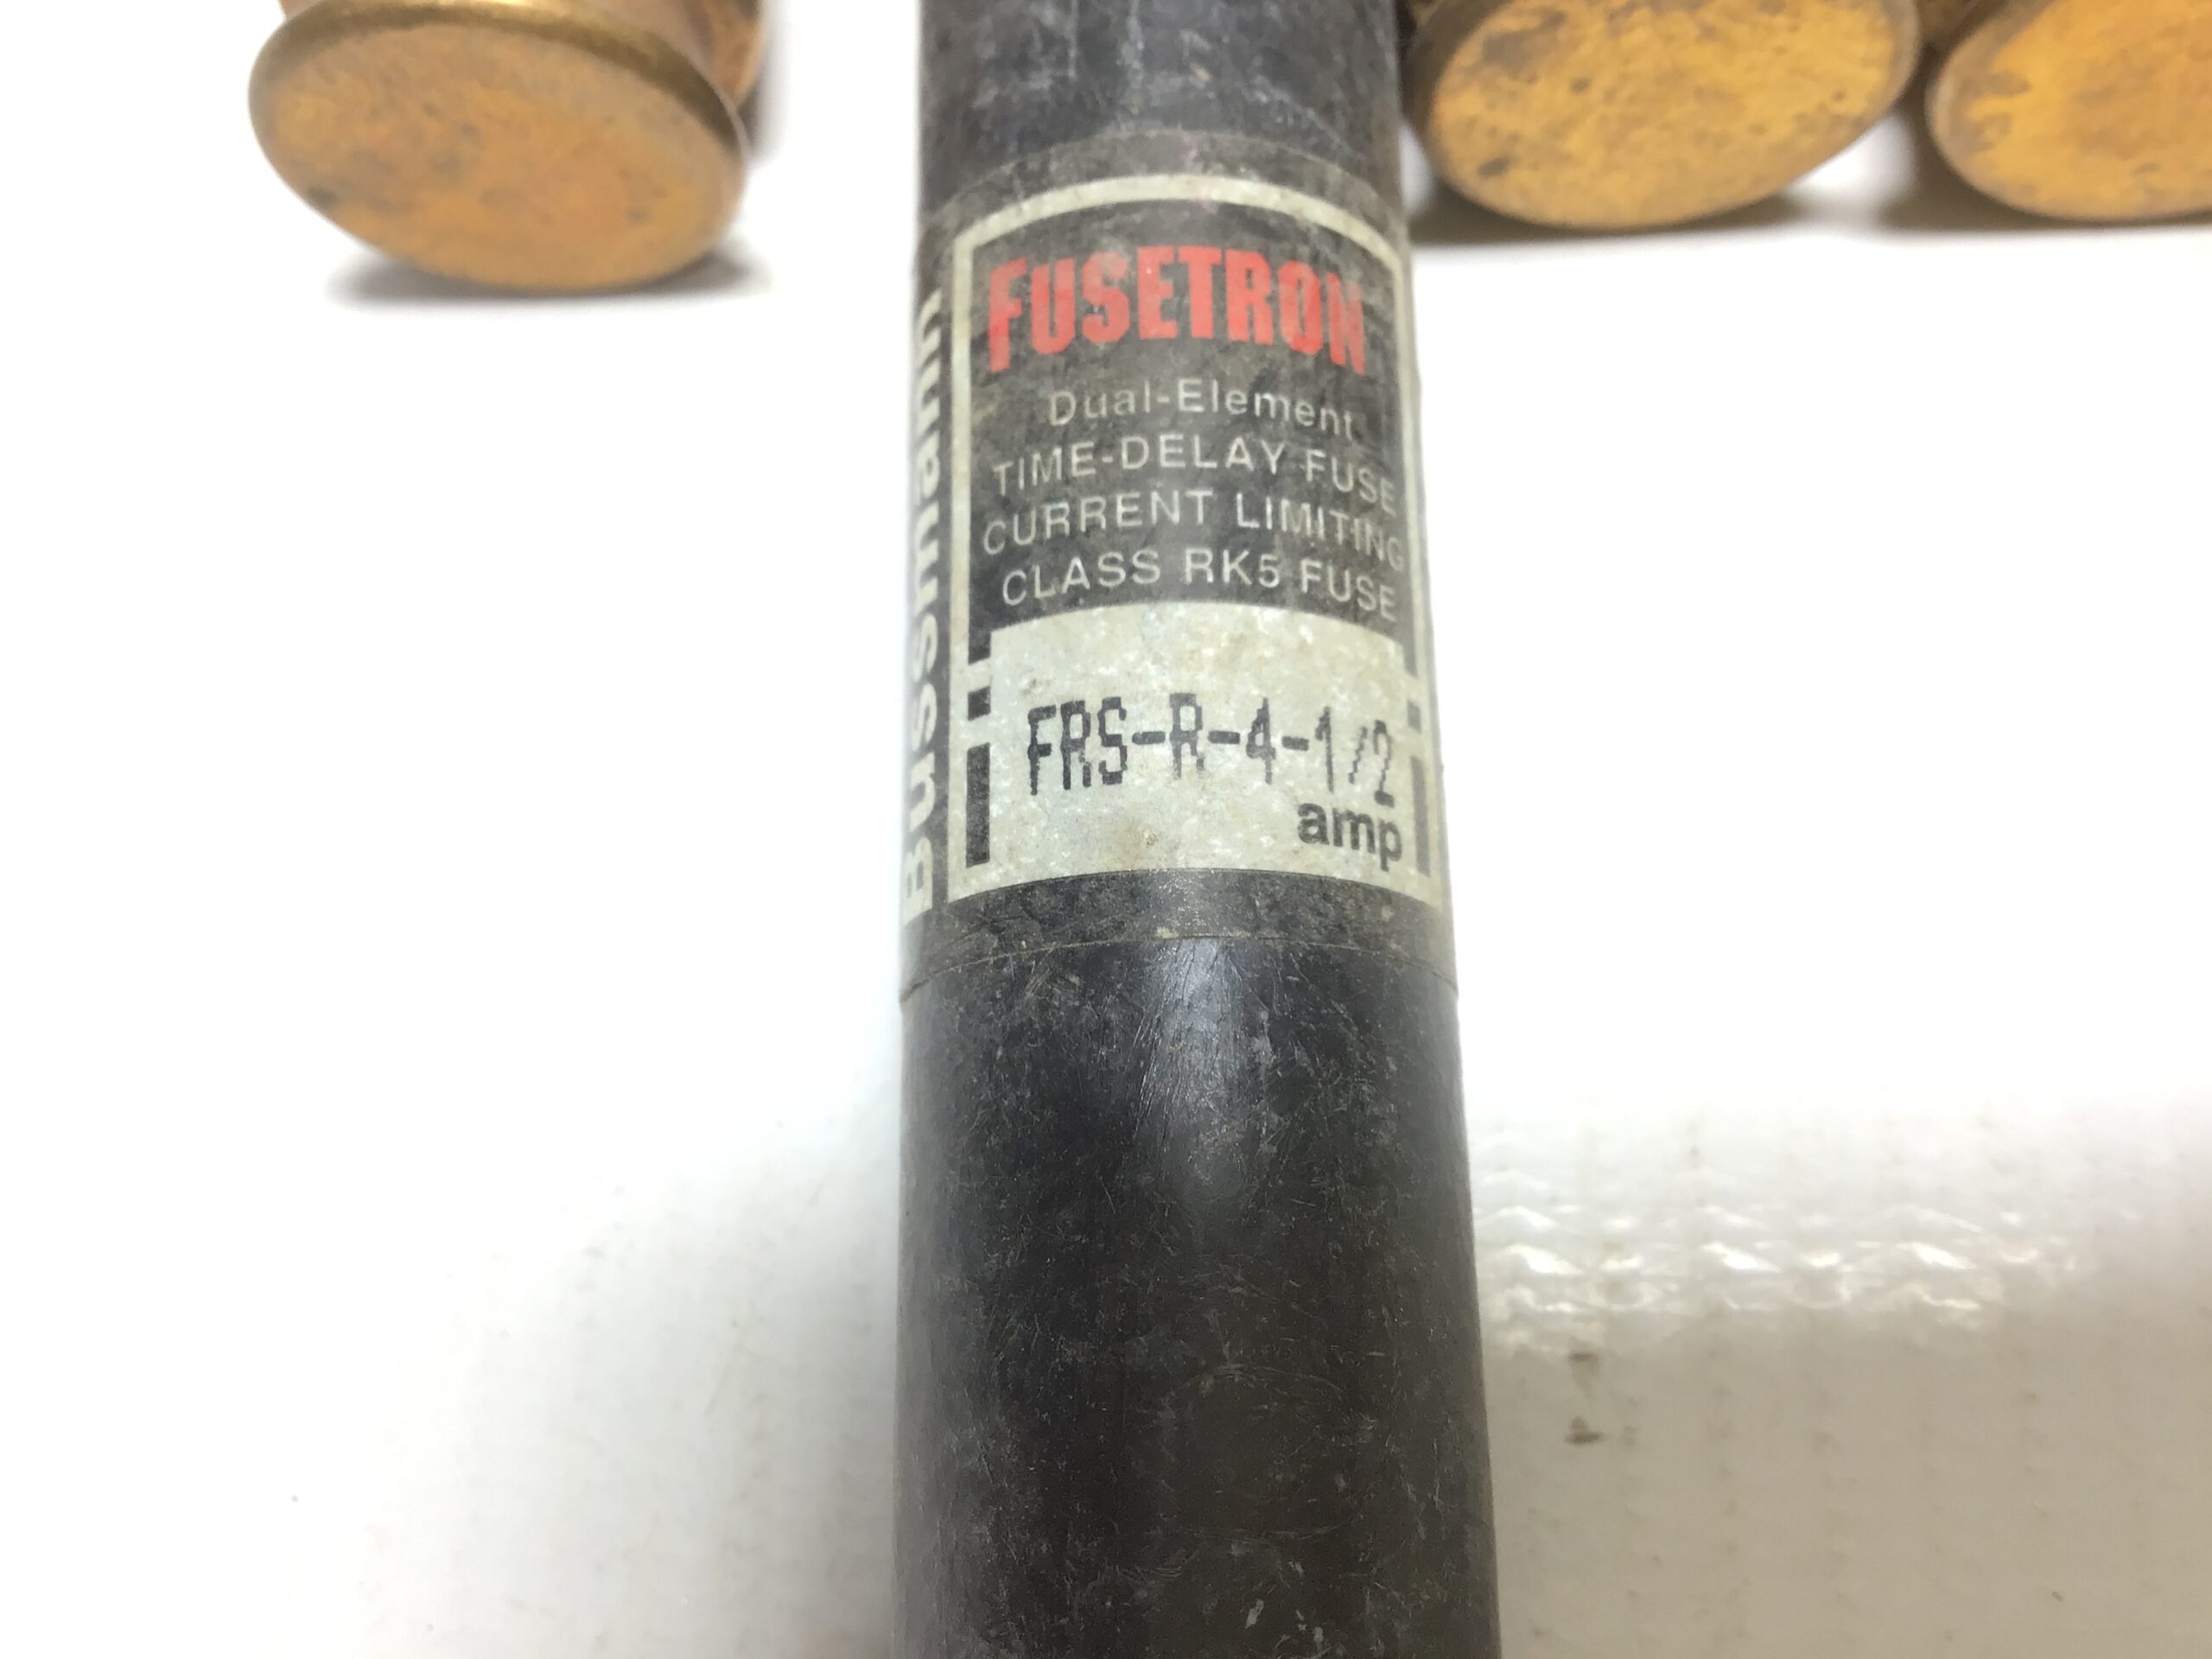 FUSETRON
Dual-Element
TIME-DELAY FUSE
CURRENT LIMITING
CLASS RK5 FUSE
FRS-R-4-1/2
amp
Bussmann